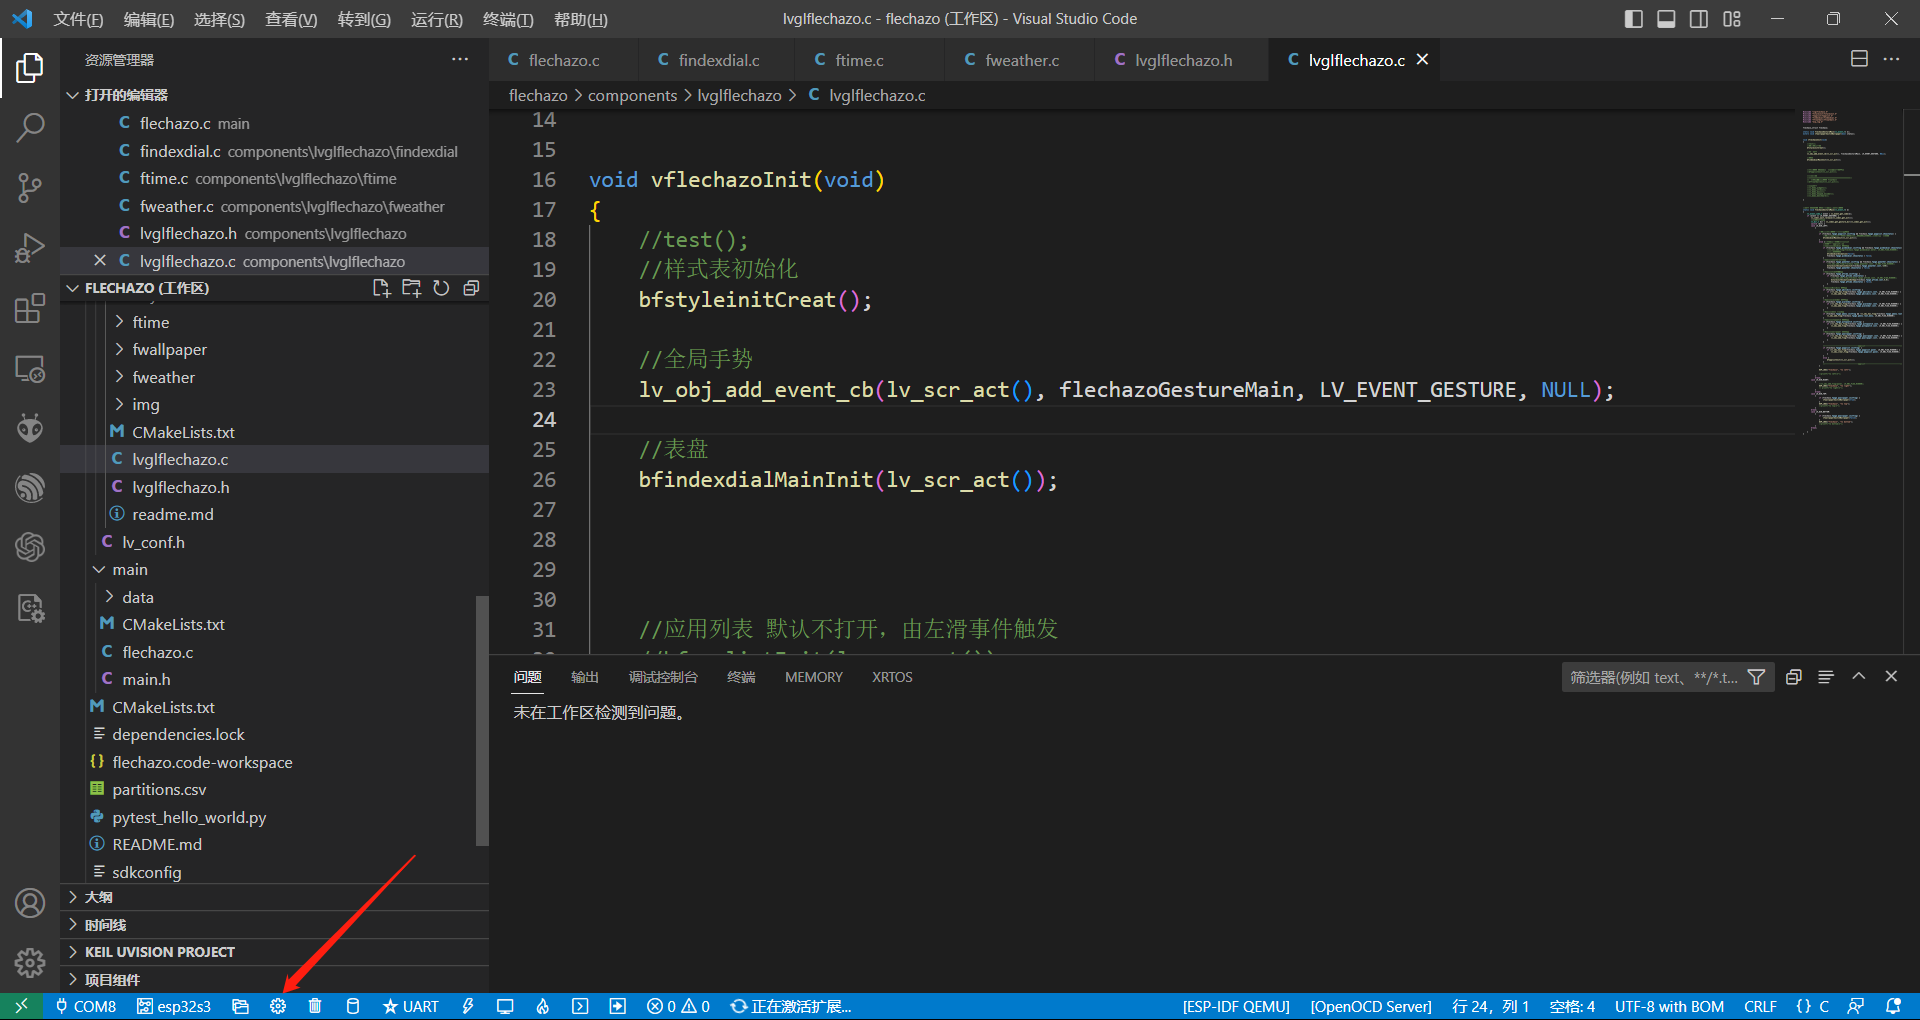 文件(F) 编辑(E) 选择(S) 查看(V) 转到(G) 运行(R) 终端(T) 帮助(H) lvglflechazo.c - flechazo (工作区) - Visual Studio Code
资源管理器
打开的编辑器
flechazo.c main
findexdial.c components\lvglflechazo\findexdial
ftime.c components\lvglflechazo\ftime
fweather.c components\lvglflechazo\fweather
lvglflechazo.h components\lvglflechazo
lvglflechazo.c components\lvglflechazo
FLECHAZO (工作区)
ftime
fwallpaper
fweather
img
CMakeLists.txt
lvglflechazo.c
lvglflechazo.h
readme.md
lv_conf.h
main
data
CMakeLists.txt
flechazo.c
main.h
CMakeLists.txt
dependencies.lock
flechazo.code-workspace
partitions.csv
pytest_hello_world.py
README.md
sdkconfig
大纲
时间线
KEIL UVISION PROJECT
项目组件
flechazo.c findexdial.c ftime.c fweather.c lvglflechazo.h lvglflechazo.c
flechazo > components > lvglflechazo > lvglflechazo.c
14
15
16 void vflechazoInit(void)
17 {
18 //test();
19 //样式表初始化
20 bfstyleinitCreat();
21
22 //全局手势
23 lv_obj_add_event_cb(lv_scr_act(), flechazoGestureMain, LV_EVENT_GESTURE, NULL);
24
25 //表盘
26 bfindexdialMainInit(lv_scr_act());
27
28
29
30
31 //应用列表 默认不打开，由左滑事件触发
问题 输出 调试控制台 终端 MEMORY XRTOS 筛选器(例如 text、**/*.t...
未在工作区检测到问题。
COM8 esp32s3 UART 0 0 正在激活扩展... [ESP-IDF QEMU] [OpenOCD Server] 行 24，列 1 空格: 4 UTF-8 with BOM CRLF {} C